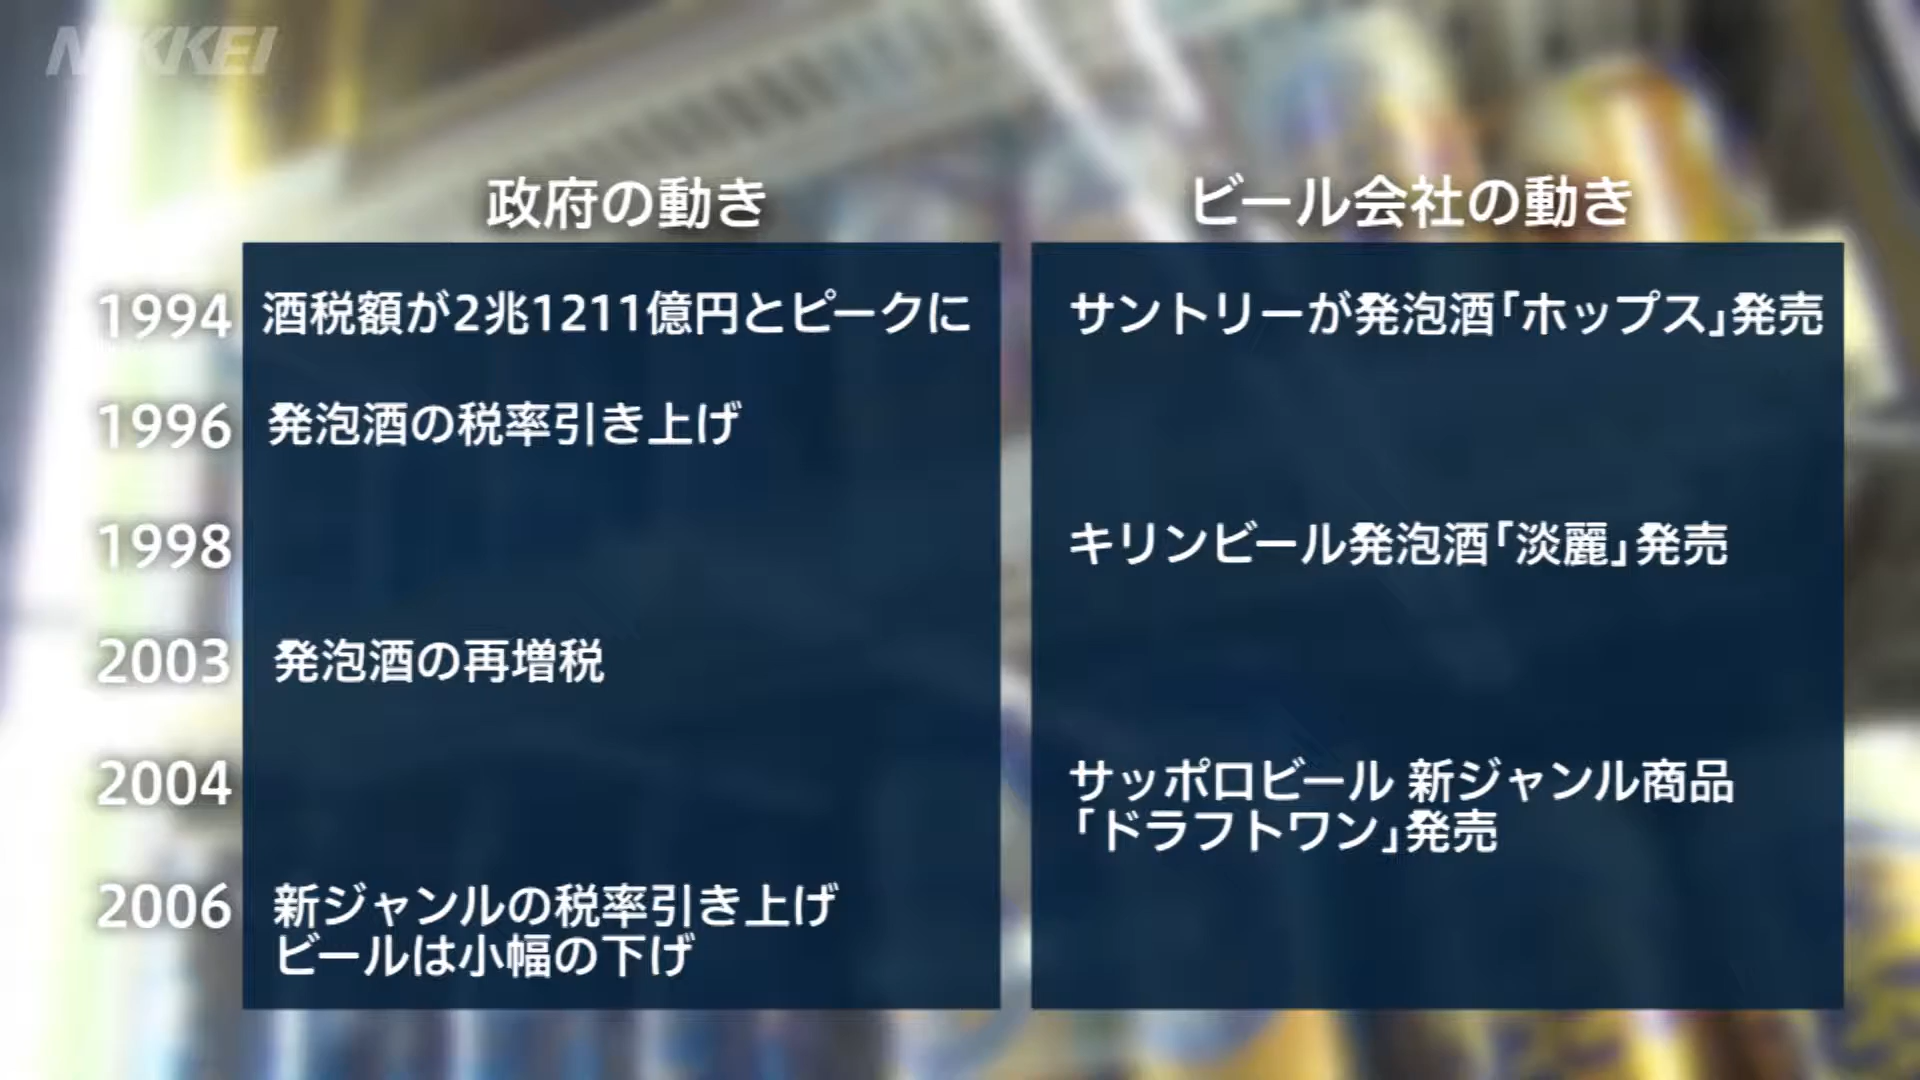 NIKKEI
政府の動き
ビール会社の動き
1994 酒税額が2兆1211億円とピークに サントリーが発泡酒「ホップス」発売
1996 発泡酒の税率引き上げ
1998 キリンビール発泡酒「淡麗」発売
2003 発泡酒の再増税
2004 サッポロビール 新ジャンル商品
「ドラフトワン」発売
2006 新ジャンルの税率引き上げ
ビールは小幅の下げ